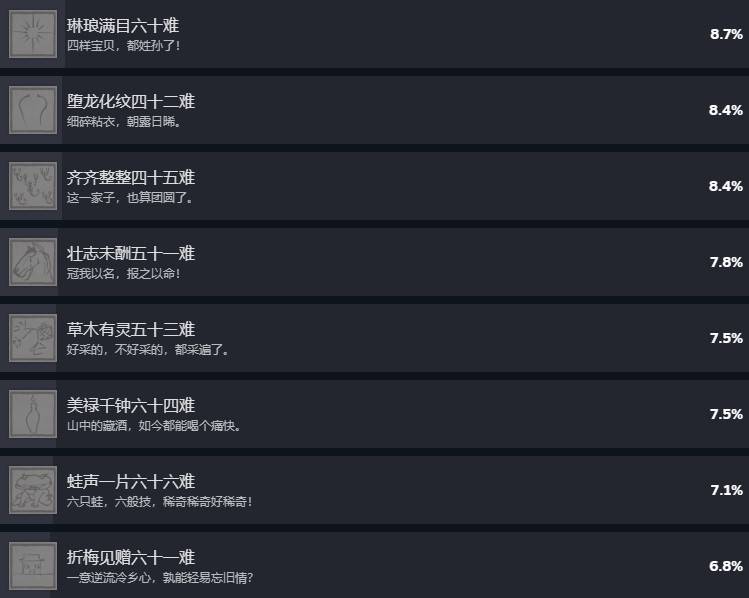 琳琅满目六十难
四样宝贝，都姓孙了！
8.7%
堕龙化纹四十二难
细碎粘衣，朝露日晞。
8.4%
齐齐整整四十五难
这一家子，也算团圆了。
8.4%
壮志未酬五十一难
冠我以名，报之以命！
7.8%
草木有灵五十三难
好采的，不好采的，都采遍了。
7.5%
美禄千钟六十四难
山中的藏酒，如今都能喝个痛快。
7.5%
蛙声一片六十六难
六只蛙，六般技，稀奇稀奇好稀奇！
7.1%
折梅见赠六十一难
一意逆流冷乡心，孰能轻易忘旧情？
6.8%